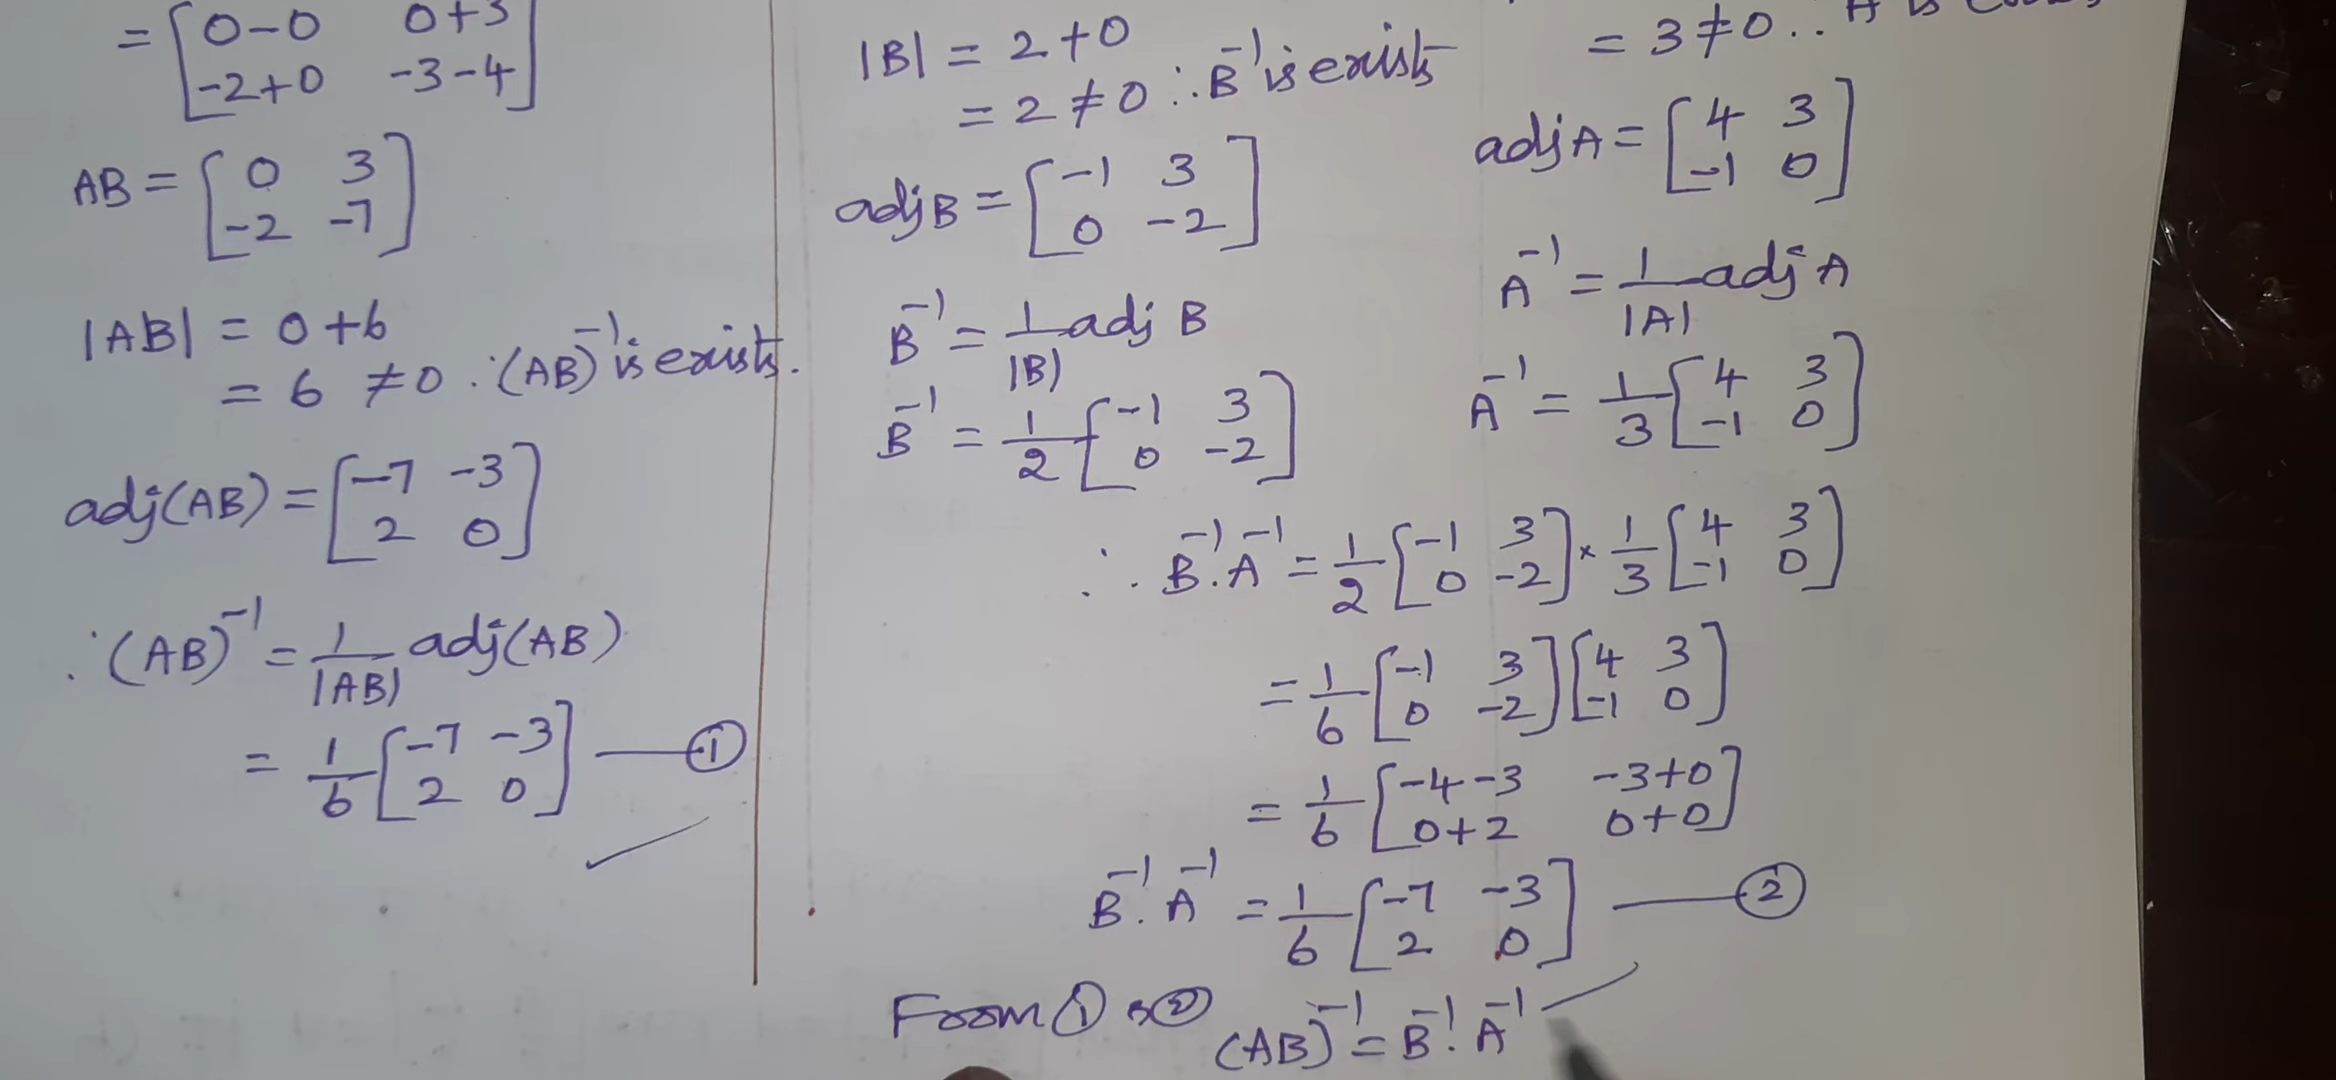 = [0-0 0+3
-2+0 -3-4]
AB = [0 3
-2 -7]
|AB| = 0+6
= 6 ≠ 0 ∴ (AB)⁻¹ is exists.
adj(AB) = [-7 -3
2 0]
∴ (AB)⁻¹ = 1/|AB| adj(AB)
= 1/6 [-7 -3
2 0] — ①
|B| = 2+0
= 2 ≠ 0 ∴ B⁻¹ is exists
adj B = [-1 3
0 -2]
B⁻¹ = 1/|B| adj B
B⁻¹ = 1/2 [-1 3
0 -2]
= 3 ≠ 0 ∴ A is
adj A = [4 3
-1 0]
A⁻¹ = 1/|A| adj A
A⁻¹ = 1/3 [4 3
-1 0]
∴ B⁻¹. A⁻¹ = 1/2 [-1 3
0 -2] × 1/3 [4 3
-1 0]
= 1/6 [-1 3
0 -2] [4 3
-1 0]
= 1/6 [-4-3 -3+0
0+2 0+0]
B⁻¹. A⁻¹ = 1/6 [-7 -3
2 0] — ②
From ① & ②
(AB)⁻¹ = B⁻¹. A⁻¹